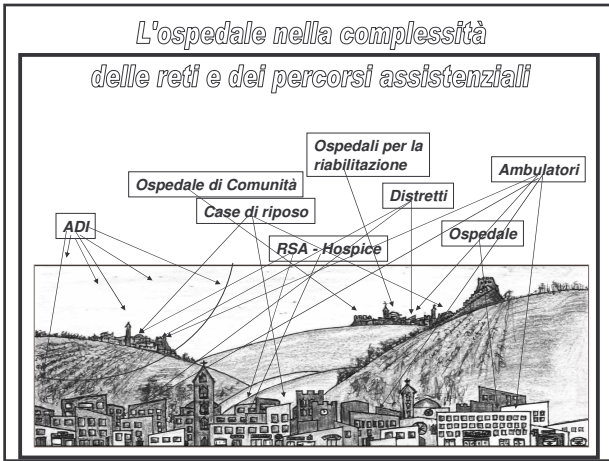 L'ospedale nella complessità
delle reti e dei percorsi assistenziali
Ospedali per la
riabilitazione
Ambulatori
Ospedale di Comunità
Distretti
Case di riposo
ADI
Ospedale
RSA - Hospice